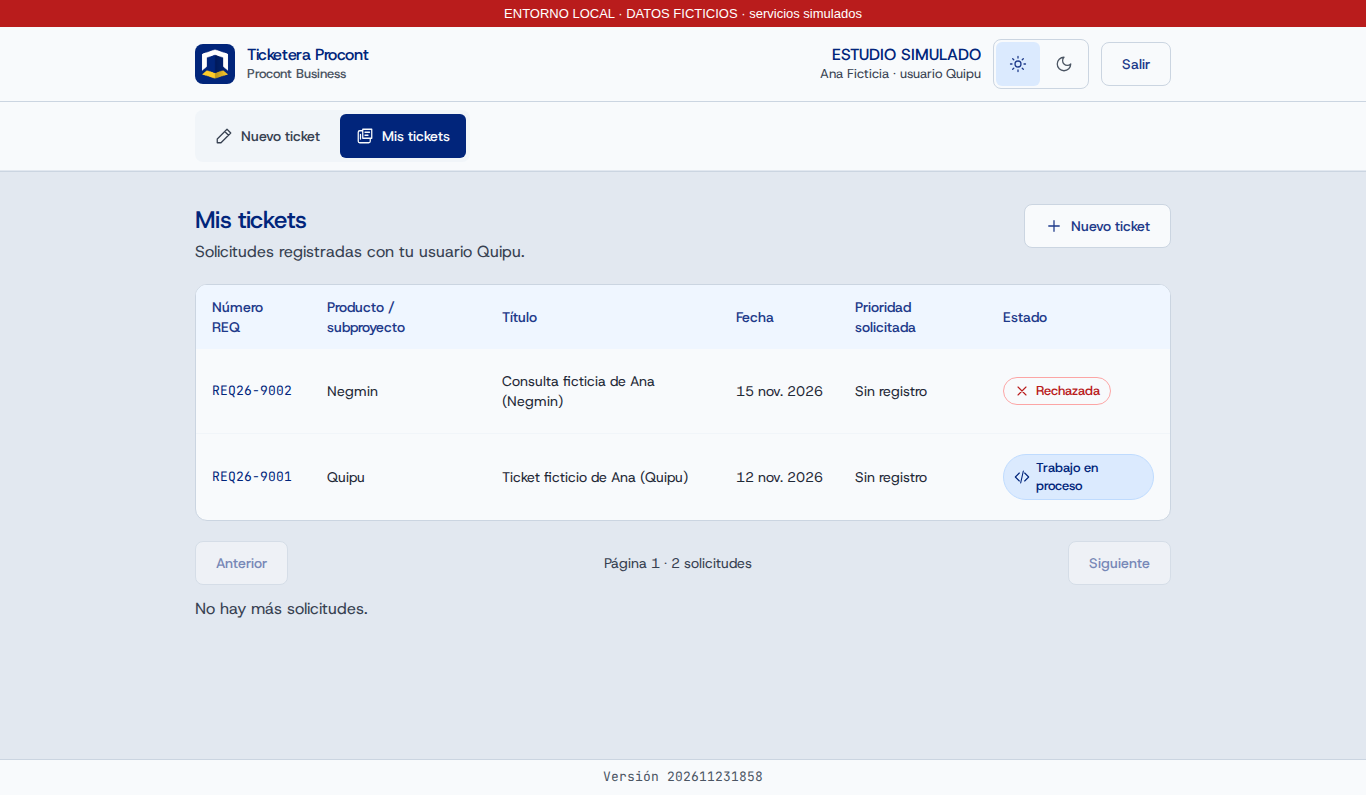 ENTORNO LOCAL · DATOS FICTICIOS · servicios simulados
Ticketera Procont
Procont Business
ESTUDIO SIMULADO
Ana Ficticia · usuario Quipu
Salir
Nuevo ticket
Mis tickets
Mis tickets
Solicitudes registradas con tu usuario Quipu.
Nuevo ticket
Número
REQ
Producto /
subproyecto
Título
Fecha
Prioridad
solicitada
Estado
REQ26-9002
Negmin
Consulta ficticia de Ana
(Negmin)
15 nov. 2026
Sin registro
Rechazada
REQ26-9001
Quipu
Ticket ficticio de Ana (Quipu)
12 nov. 2026
Sin registro
Trabajo en
proceso
Anterior
Página 1 · 2 solicitudes
Siguiente
No hay más solicitudes.
Versión 202611231858